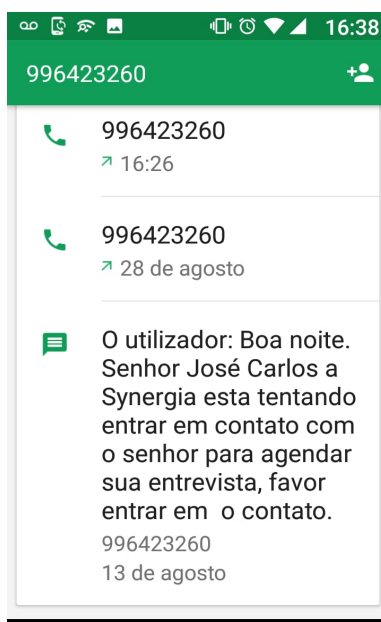 16:38
996423260
996423260
16:26
996423260
28 de agosto
O utilizador: Boa noite.
Senhor José Carlos a
Synergia esta tentando
entrar em contato com
o senhor para agendar
sua entrevista, favor
entrar em  o contato.
996423260
13 de agosto